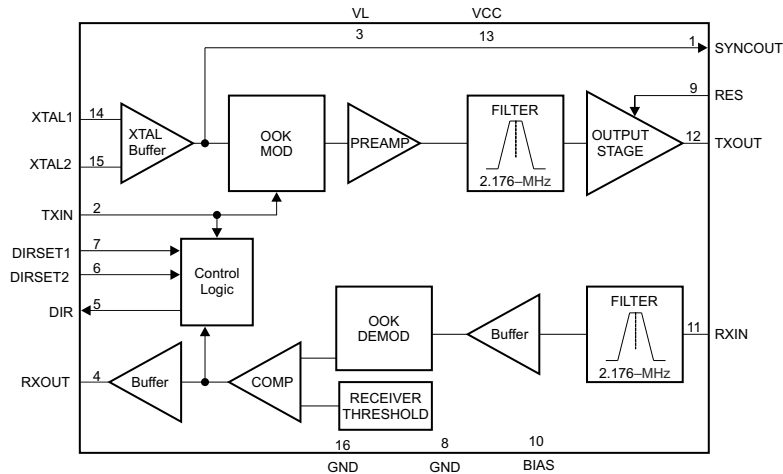 VL
VCC
3
13
1
SYNCOUT
9
RES
XTAL1
14
XTAL
Buffer
OOK
MOD
PREAMP
FILTER
2.176–MHz
OUTPUT
STAGE
12
TXOUT
XTAL2
15
TXIN
2
DIRSET1
7
DIRSET2
6
Control
Logic
DIR
5
OOK
DEMOD
Buffer
FILTER
2.176–MHz
11
RXIN
RXOUT
4
Buffer
COMP
RECEIVER
THRESHOLD
16
8
10
GND
GND
BIAS